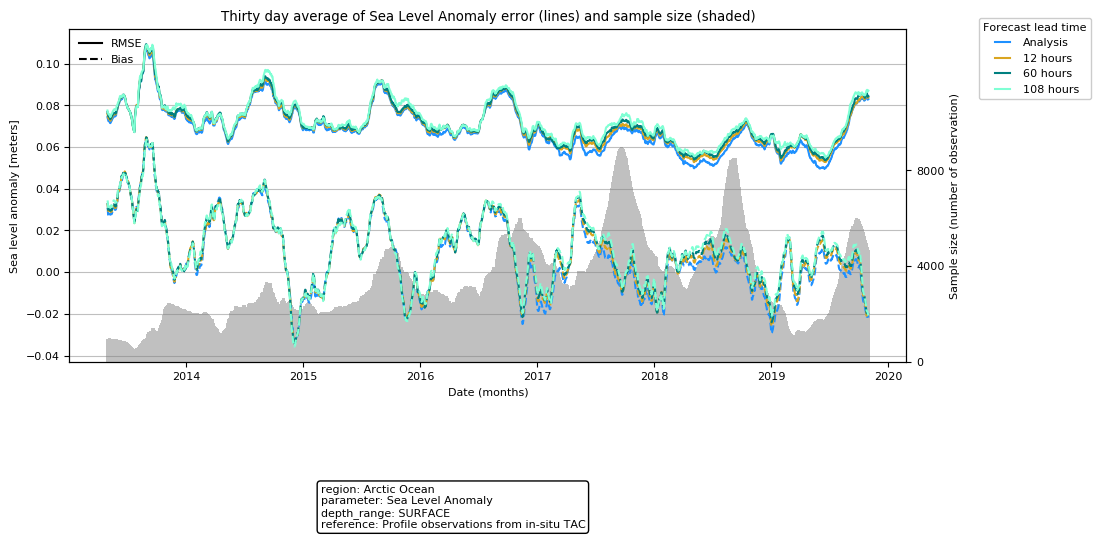 Thirty day average of Sea Level Anomaly error (lines) and sample size (shaded)
RMSE
Bias
Forecast lead time
Analysis
12 hours
60 hours
108 hours
Sea level anomaly [meters]
0.10
0.08
0.06
0.04
0.02
0.00
−0.02
−0.04
Sample size (number of observation)
8000
4000
0
2014 2015 2016 2017 2018 2019 2020
Date (months)
region: Arctic Ocean
parameter: Sea Level Anomaly
depth_range: SURFACE
reference: Profile observations from in-situ TAC